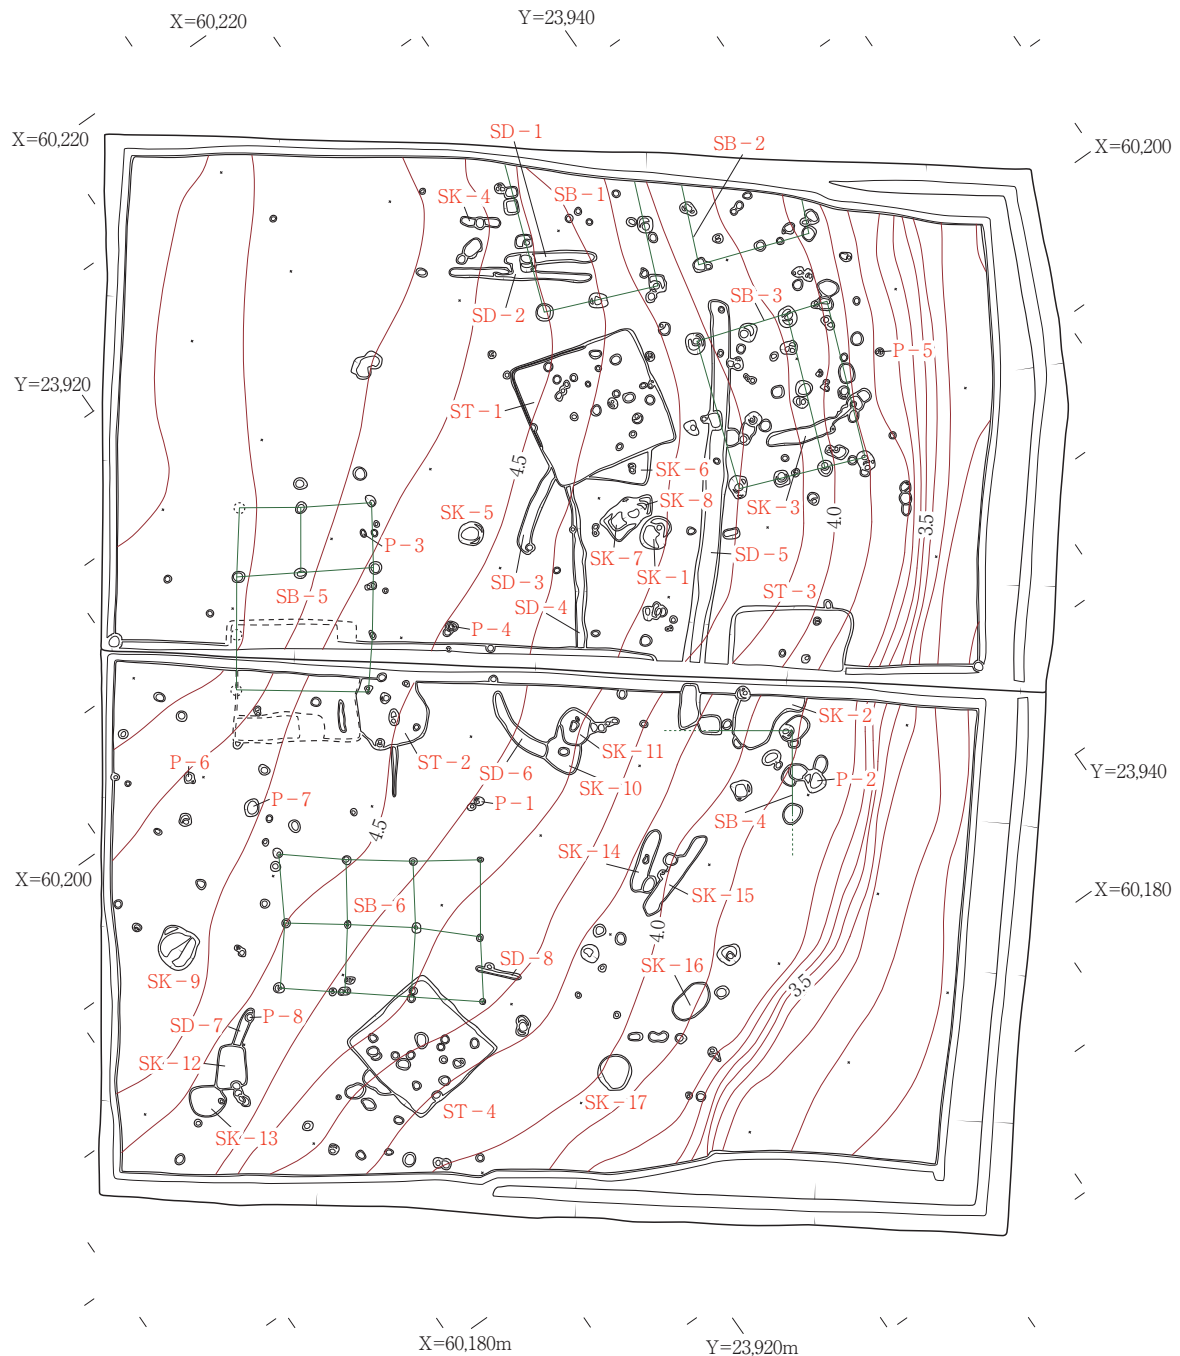 X=60,220
Y=23,940
SD-1
X=60,220
SB-2
X=60,200
SK-4
SB-1
SD-2
SB-3
P-5
Y=23,920
ST-1
4.5
SK-6
SK-8
SK-3
4.0
3.5
SK-5
P-3
SK-7
SD-5
SK-1
SD-3
SB-5
ST-3
SD-4
P-4
SK-2
SK-11
P-6
ST-2
SD-6
SK-10
Y=23,940
P-2
P-7
P-1
SB-4
4.5
SK-14
X=60,200
SK-15
X=60,180
SB-6
4.0
SD-8
SK-16
SK-9
3.5
P-8
SD-7
SK-12
SK-17
ST-4
SK-13
X=60,180m
Y=23,920m